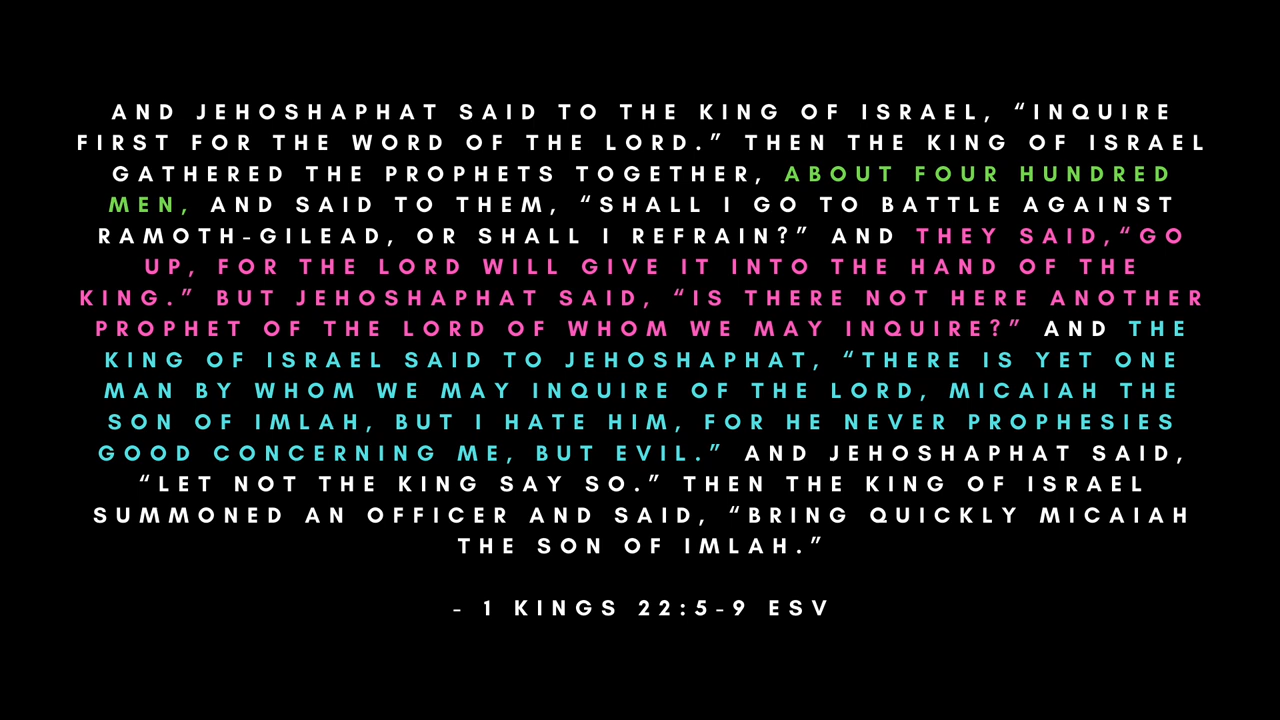 AND JEHOSHAPHAT SAID TO THE KING OF ISRAEL, “INQUIRE
FIRST FOR THE WORD OF THE LORD.” THEN THE KING OF ISRAEL
GATHERED THE PROPHETS TOGETHER, ABOUT FOUR HUNDRED
MEN, AND SAID TO THEM, “SHALL I GO TO BATTLE AGAINST
RAMOTH-GILEAD, OR SHALL I REFRAIN?” AND THEY SAID,“GO
UP, FOR THE LORD WILL GIVE IT INTO THE HAND OF THE
KING.” BUT JEHOSHAPHAT SAID, “IS THERE NOT HERE ANOTHER
PROPHET OF THE LORD OF WHOM WE MAY INQUIRE?” AND THE
KING OF ISRAEL SAID TO JEHOSHAPHAT, “THERE IS YET ONE
MAN BY WHOM WE MAY INQUIRE OF THE LORD, MICAIAH THE
SON OF IMLAH, BUT I HATE HIM, FOR HE NEVER PROPHESIES
GOOD CONCERNING ME, BUT EVIL.” AND JEHOSHAPHAT SAID,
“LET NOT THE KING SAY SO.” THEN THE KING OF ISRAEL
SUMMONED AN OFFICER AND SAID, “BRING QUICKLY MICAIAH
THE SON OF IMLAH.”
- 1 KINGS 22:5-9 ESV